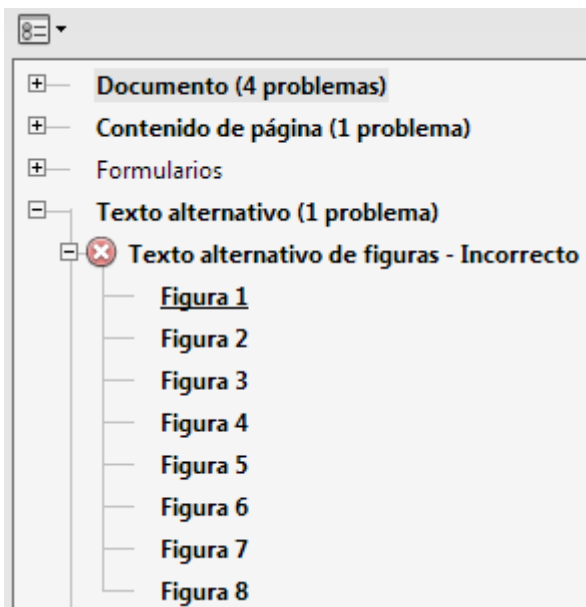 Documento (4 problemas)
Contenido de página (1 problema)
Formularios
Texto alternativo (1 problema)
Texto alternativo de figuras - Incorrecto
Figura 1
Figura 2
Figura 3
Figura 4
Figura 5
Figura 6
Figura 7
Figura 8